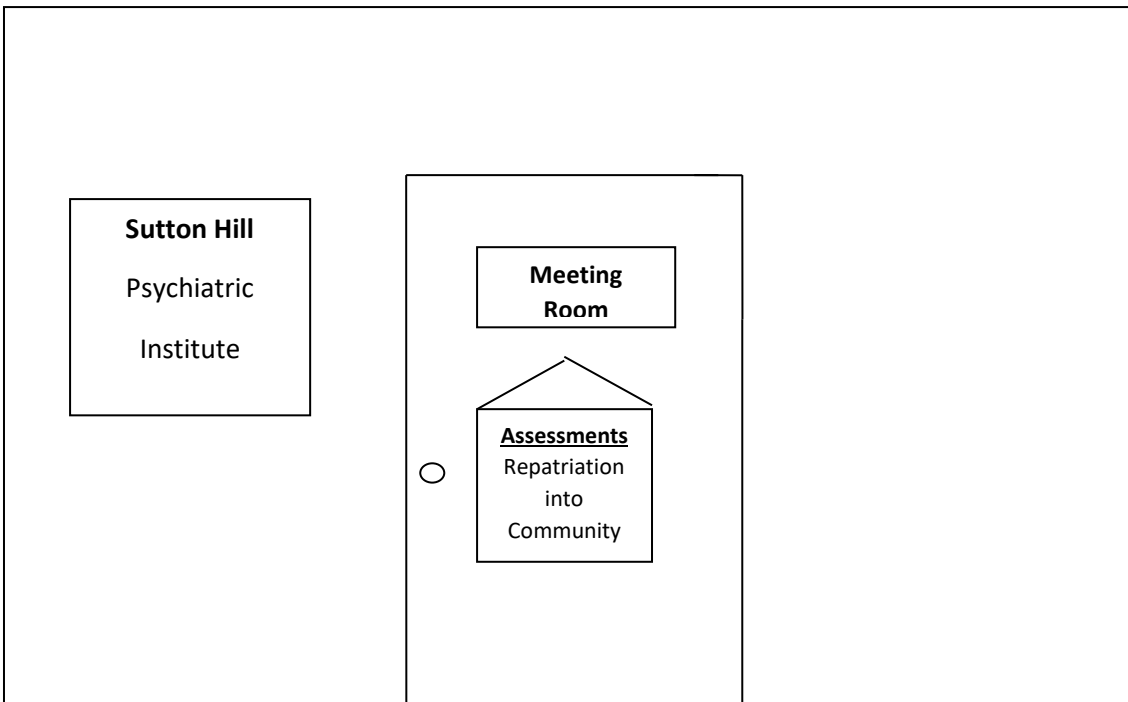 Sutton Hill
Psychiatric
Institute
Meeting
Room
Assessments
Repatriation
into
Community